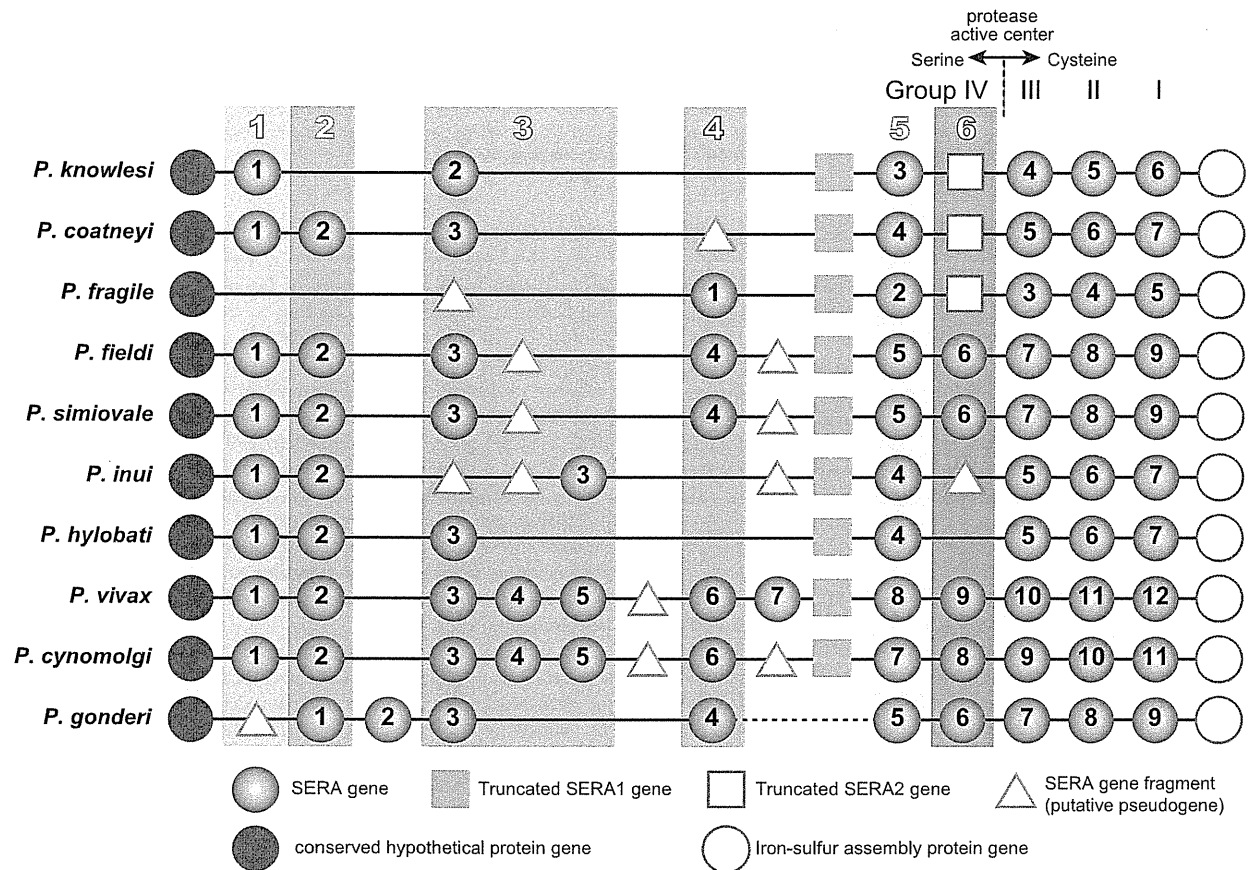 protease
active center
Serine Cysteine
Group IV III II I
1 2 3 4 5 6
P. knowlesi 1 2 3 4 5 6
P. coatneyi 1 2 3 4 5 6 7
P. fragile 1 2 3 4 5
P. fieldi 1 2 3 4 5 6 7 8 9
P. simiovale 1 2 3 4 5 6 7 8 9
P. inui 1 2 3 4 5 6 7
P. hylobati 1 2 3 4 5 6 7
P. vivax 1 2 3 4 5 6 7 8 9 10 11 12
P. cynomolgi 1 2 3 4 5 6 7 8 9 10 11
P. gonderi 1 2 3 4 5 6 7 8 9
SERA gene Truncated SERA1 gene Truncated SERA2 gene SERA gene fragment
(putative pseudogene)
conserved hypothetical protein gene Iron-sulfur assembly protein gene